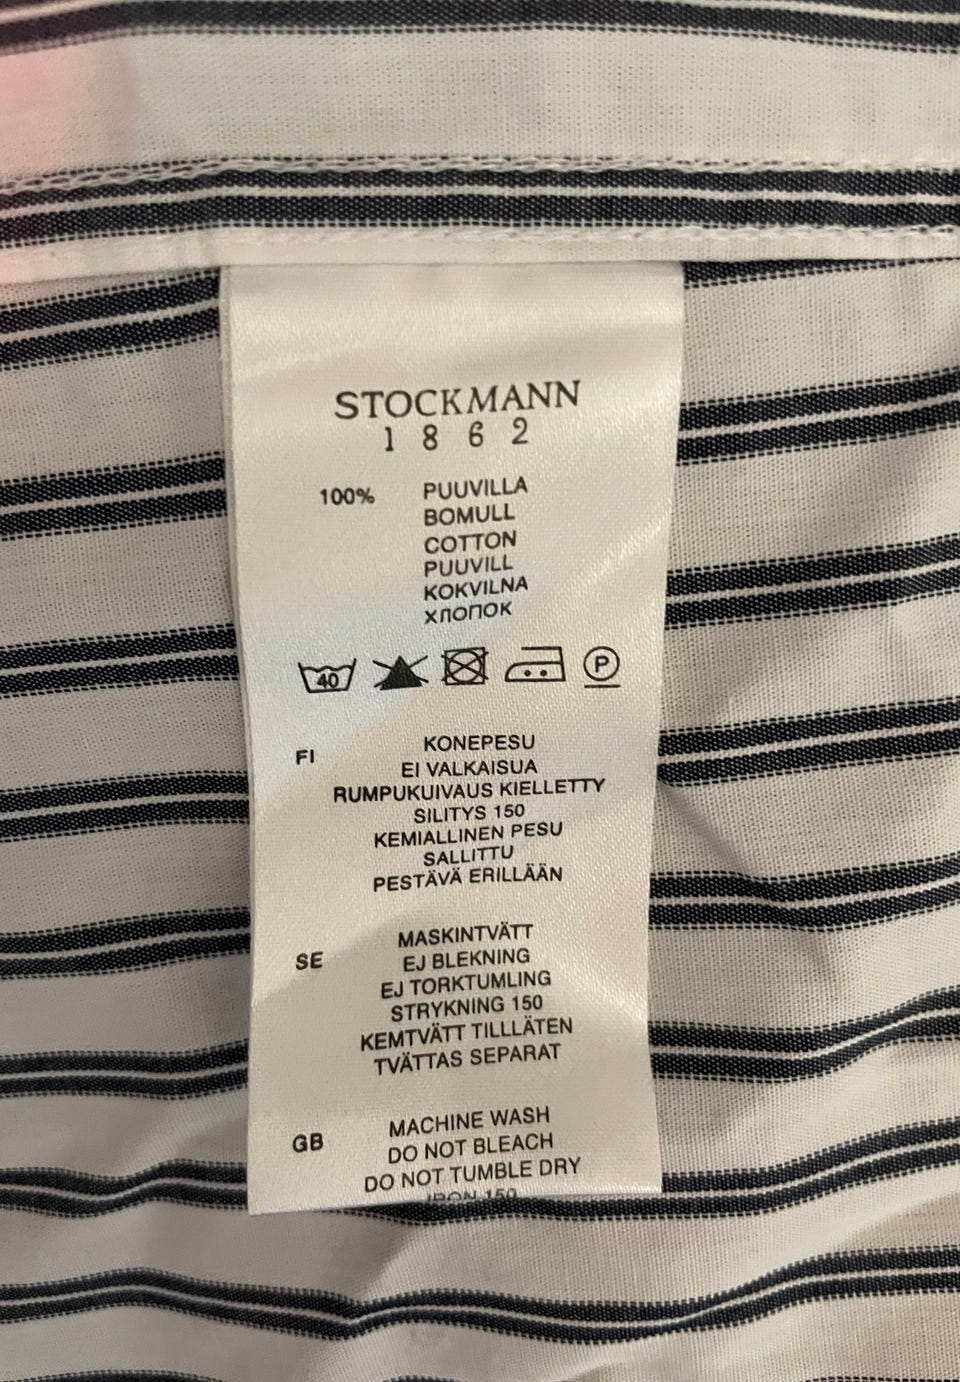 STOCKMANN
1 8 6 2
100% PUUVILLA
BOMULL
COTTON
PUUVILL
KOKVILNA
ХЛОПОК
40 P
FI KONEPESU
EI VALKAISUA
RUMPUKUIVAUS KIELLETTY
SILITYS 150
KEMIALLINEN PESU
SALLITTU
PESTÄVÄ ERILLÄÄN
SE MASKINTVÄTT
EJ BLEKNING
EJ TORKTUMLING
STRYKNING 150
KEMTVÄTT TILLLÄTEN
TVÄTTAS SEPARAT
GB MACHINE WASH
DO NOT BLEACH
DO NOT TUMBLE DRY
IRON 150